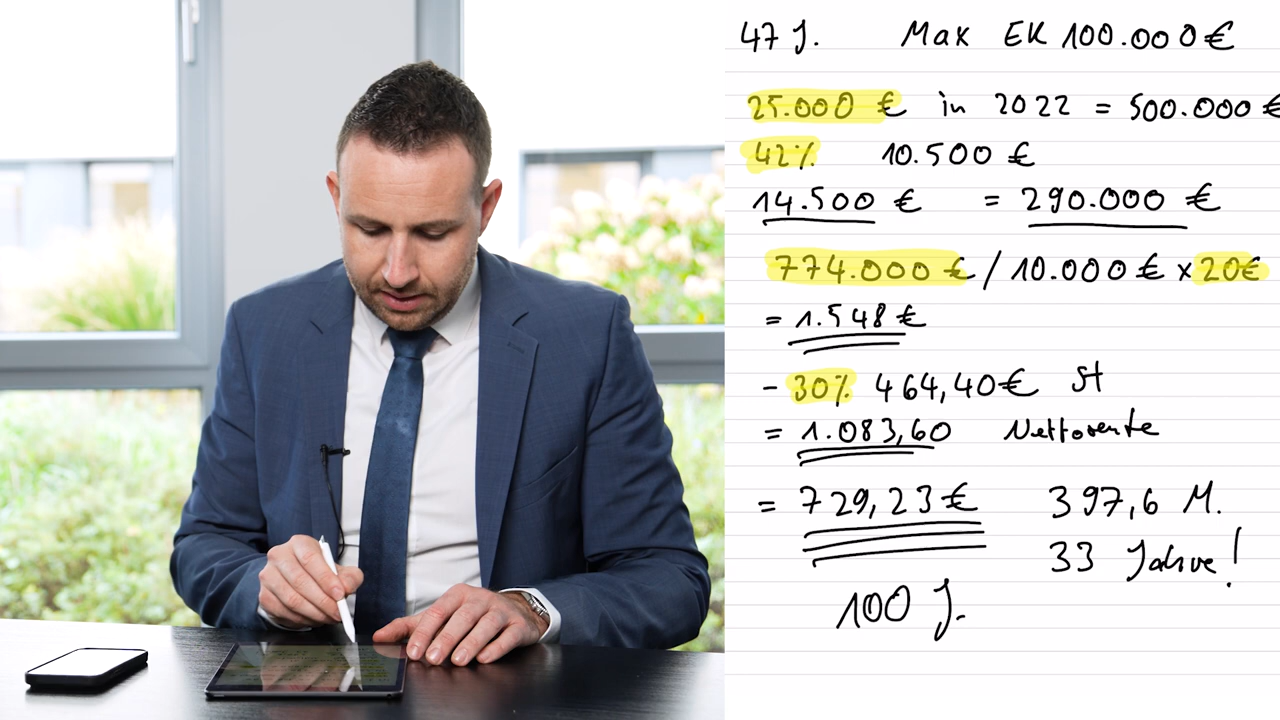 47 J. Max EK 100.000 €
25.000 € in 2022 = 500.000 €
42% 10.500 €
14.500 € = 290.000 €
774.000 € / 10.000 € x 20€
= 1.548 €
- 30% 464,40 € St
= 1.083,60 Nettorente
= 729,23 € 397,6 M.
33 Jahre!
100 J.